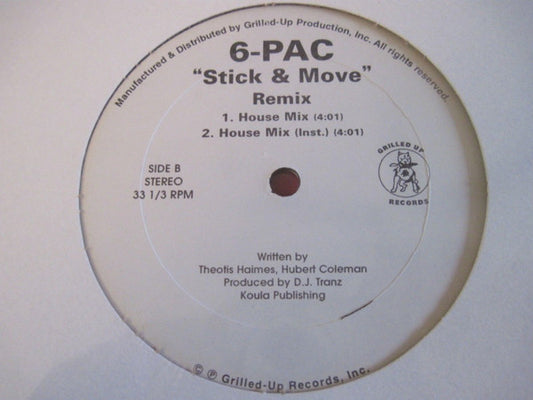 Manufactured & Distributed by Grilled-Up Production, Inc. All rights reserved.
6-PAC
"Stick & Move"
Remix
1. House Mix (4:01)
2. House Mix (Inst.) (4:01)
SIDE B
STEREO
33 1/3 RPM
GRILLED UP
RECORDS
Written by
Theotis Haimes, Hubert Coleman
Produced by D.J. Tranz
Koula Publishing
© ℗ Grilled-Up Records, Inc.